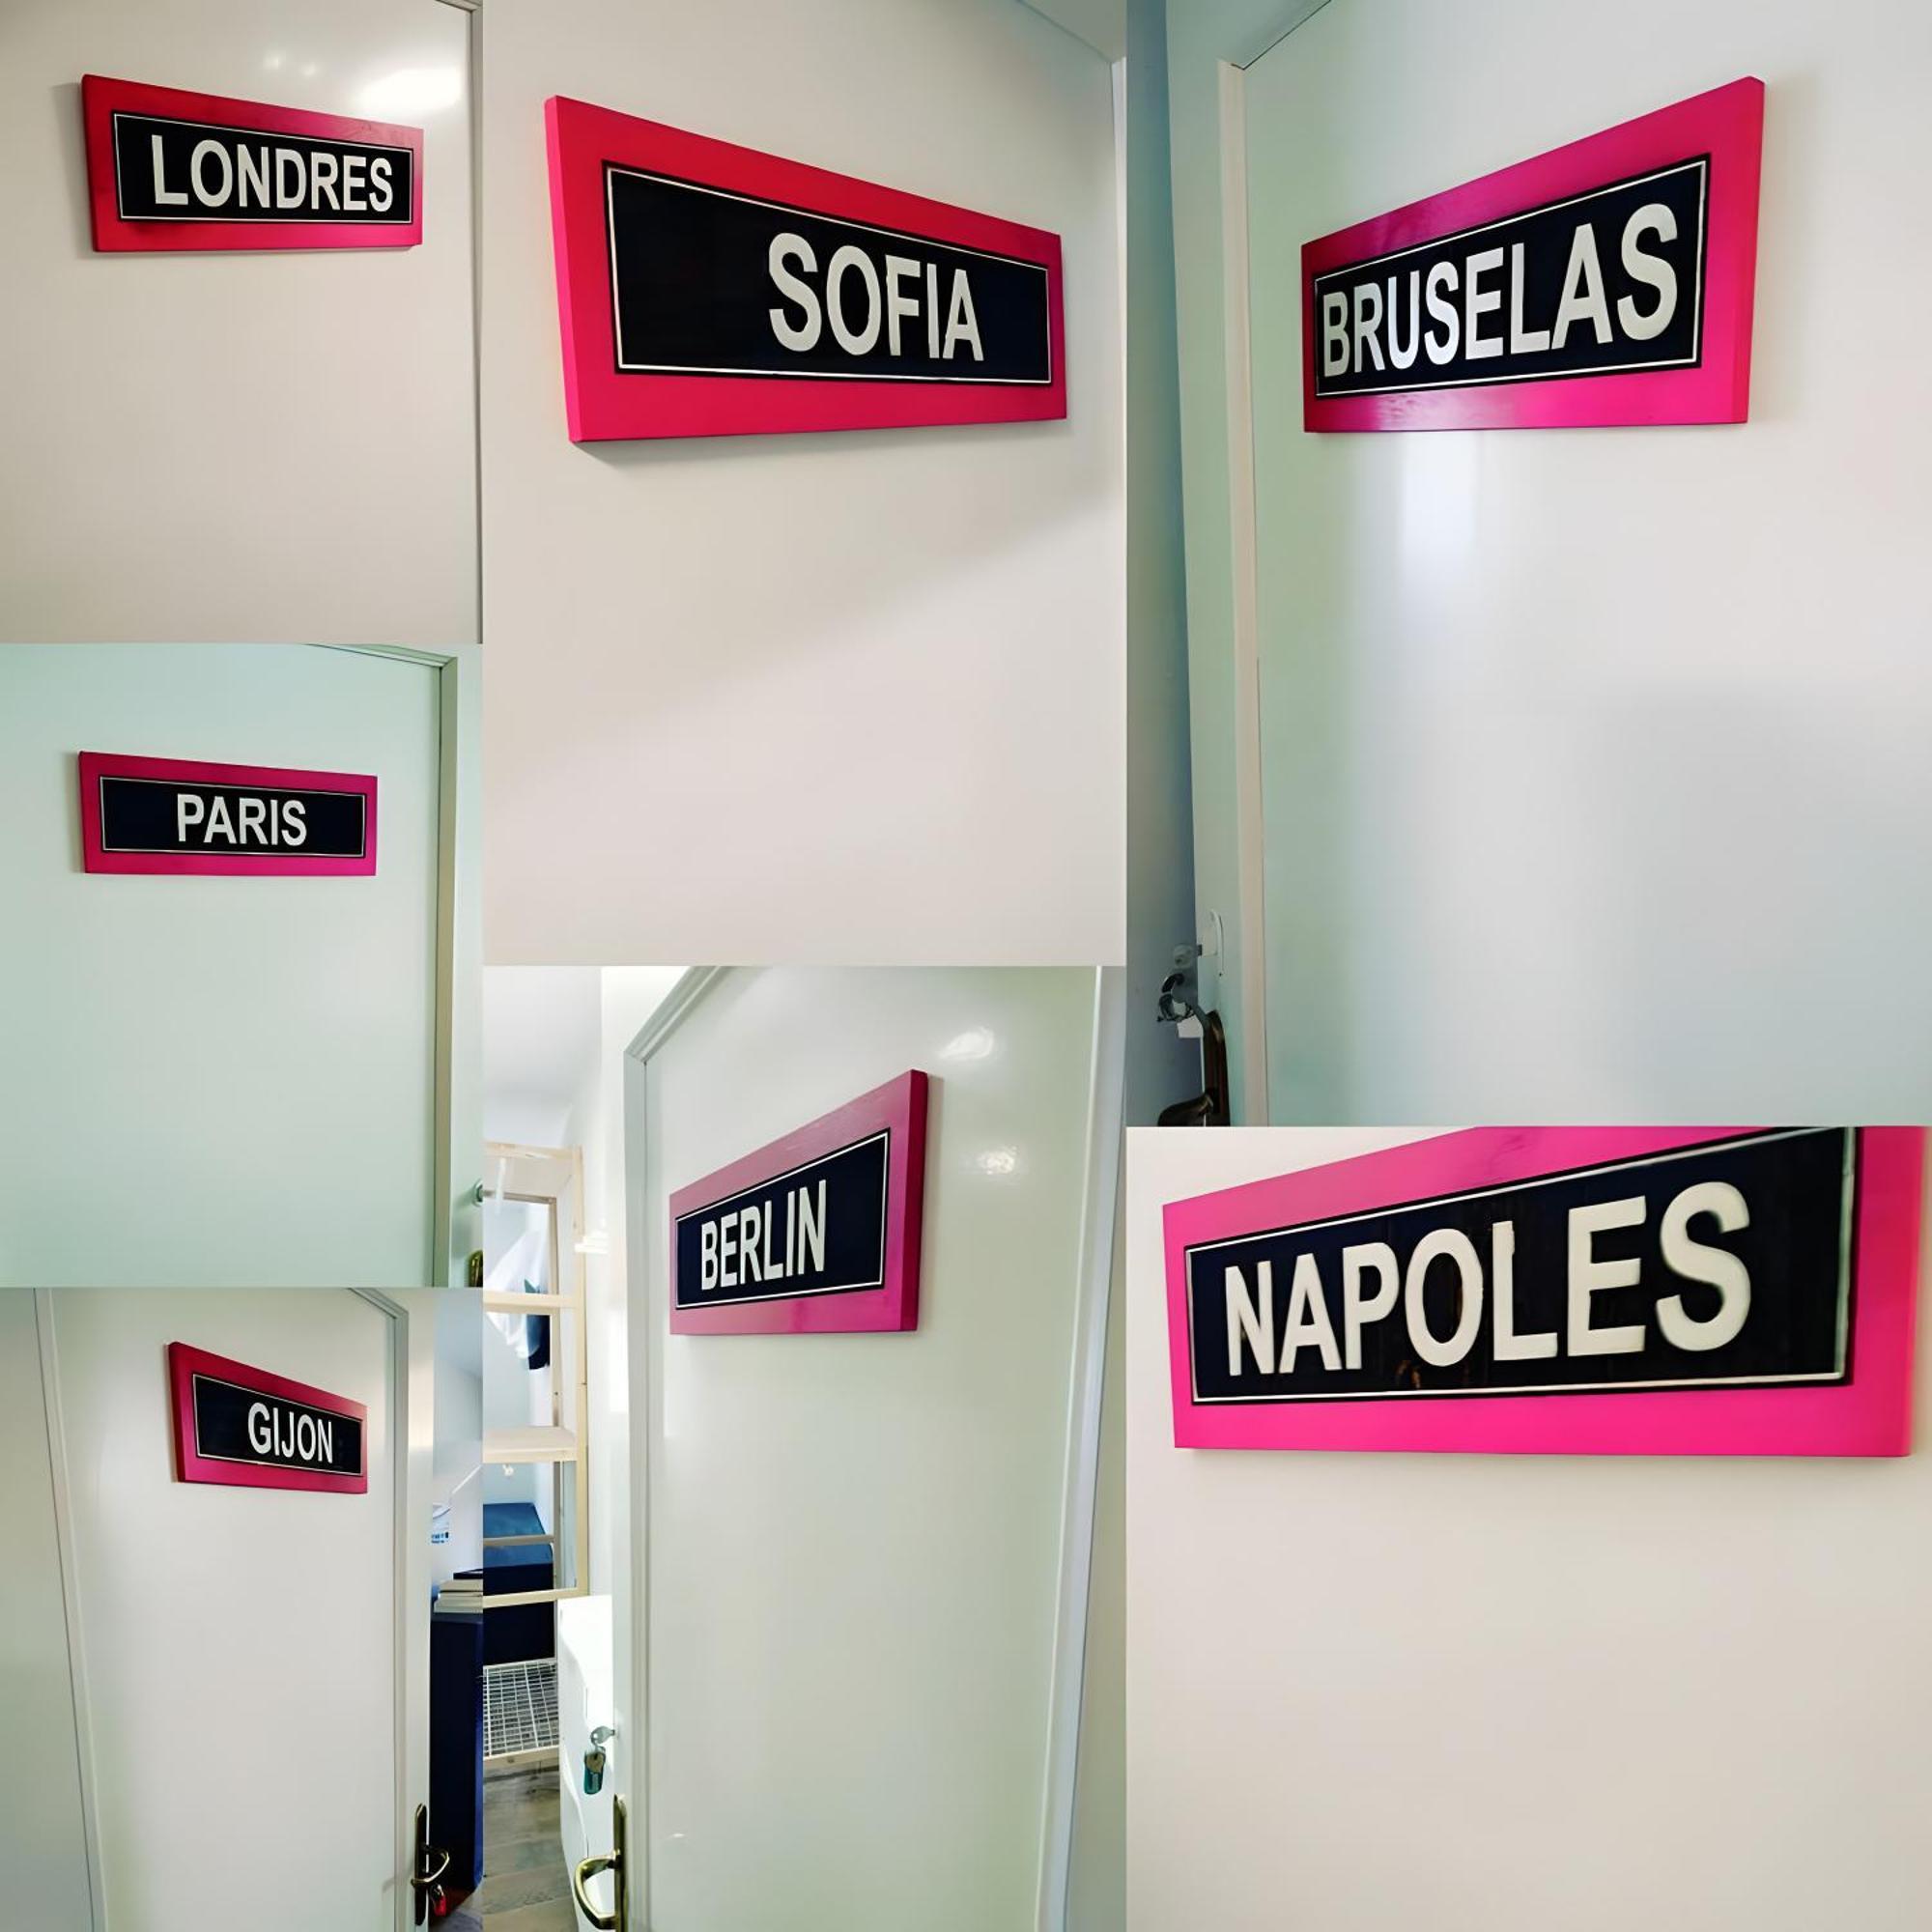 LONDRES
SOFIA
BRUSELAS
PARIS
BERLIN
NAPOLES
GIJON